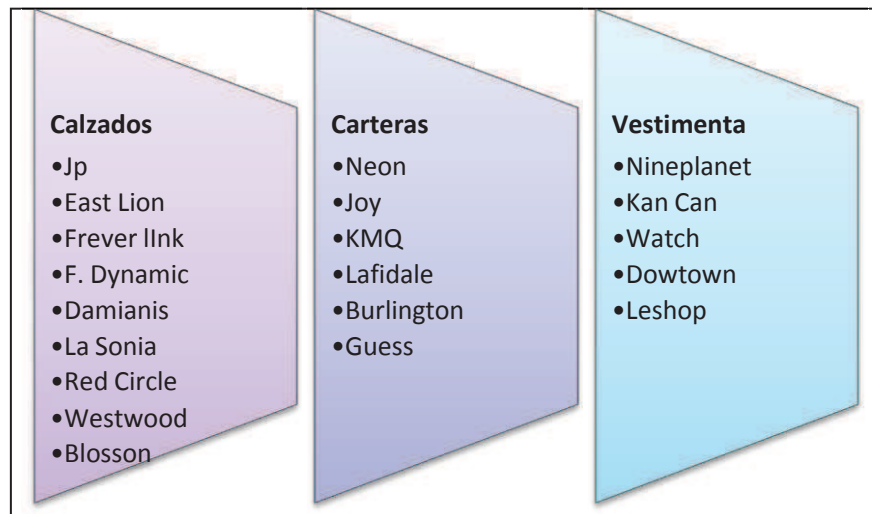 Calzados
•Jp
•East Lion
•Frever lInk
•F. Dynamic
•Damianis
•La Sonia
•Red Circle
•Westwood
•Blosson
Carteras
•Neon
•Joy
•KMQ
•Lafidale
•Burlington
•Guess
Vestimenta
•Nineplanet
•Kan Can
•Watch
•Dowtown
•Leshop